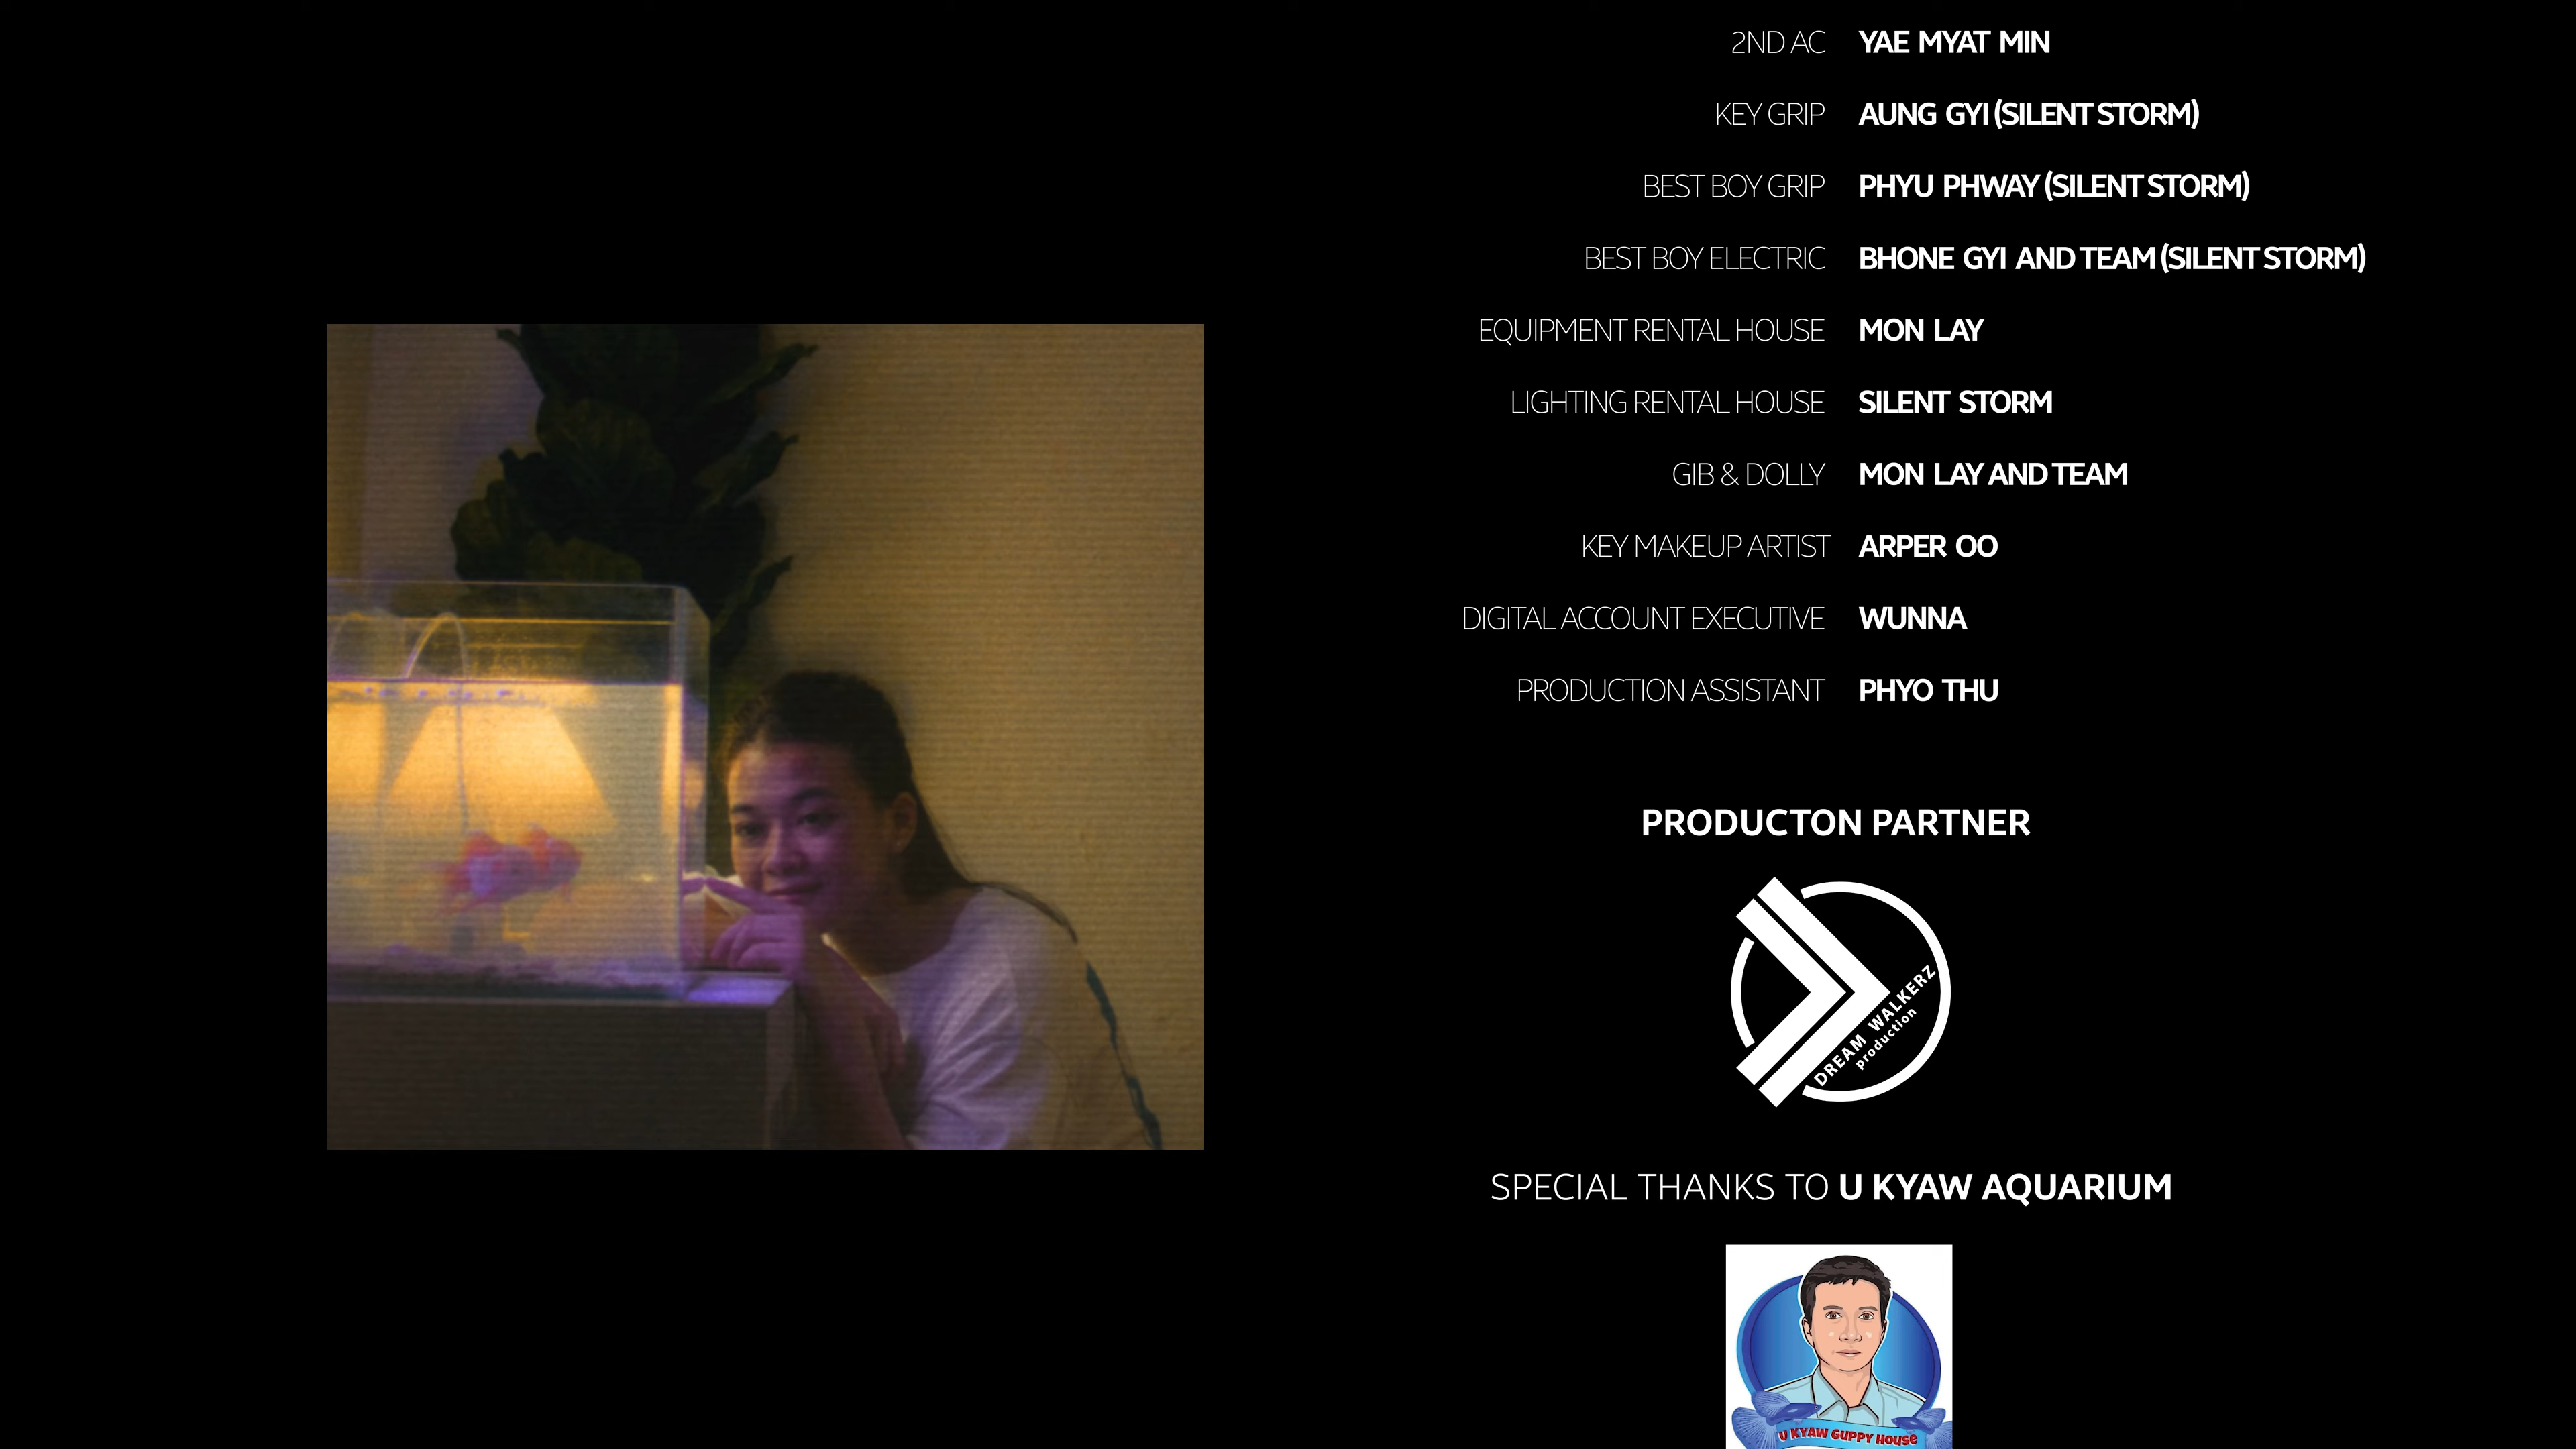 2ND AC YAE MYAT MIN
KEY GRIP AUNG GYI (SILENT STORM)
BEST BOY GRIP PHYU PHWAY (SILENT STORM)
BEST BOY ELECTRIC BHONE GYI AND TEAM (SILENT STORM)
EQUIPMENT RENTAL HOUSE MON LAY
LIGHTING RENTAL HOUSE SILENT STORM
GIB & DOLLY MON LAY AND TEAM
KEY MAKEUP ARTIST ARPER OO
DIGITAL ACCOUNT EXECUTIVE WUNNA
PRODUCTION ASSISTANT PHYO THU
PRODUCTON PARTNER
DREAM WALKERZ
production
SPECIAL THANKS TO U KYAW AQUARIUM
U KYAW GUPPY HOUSE